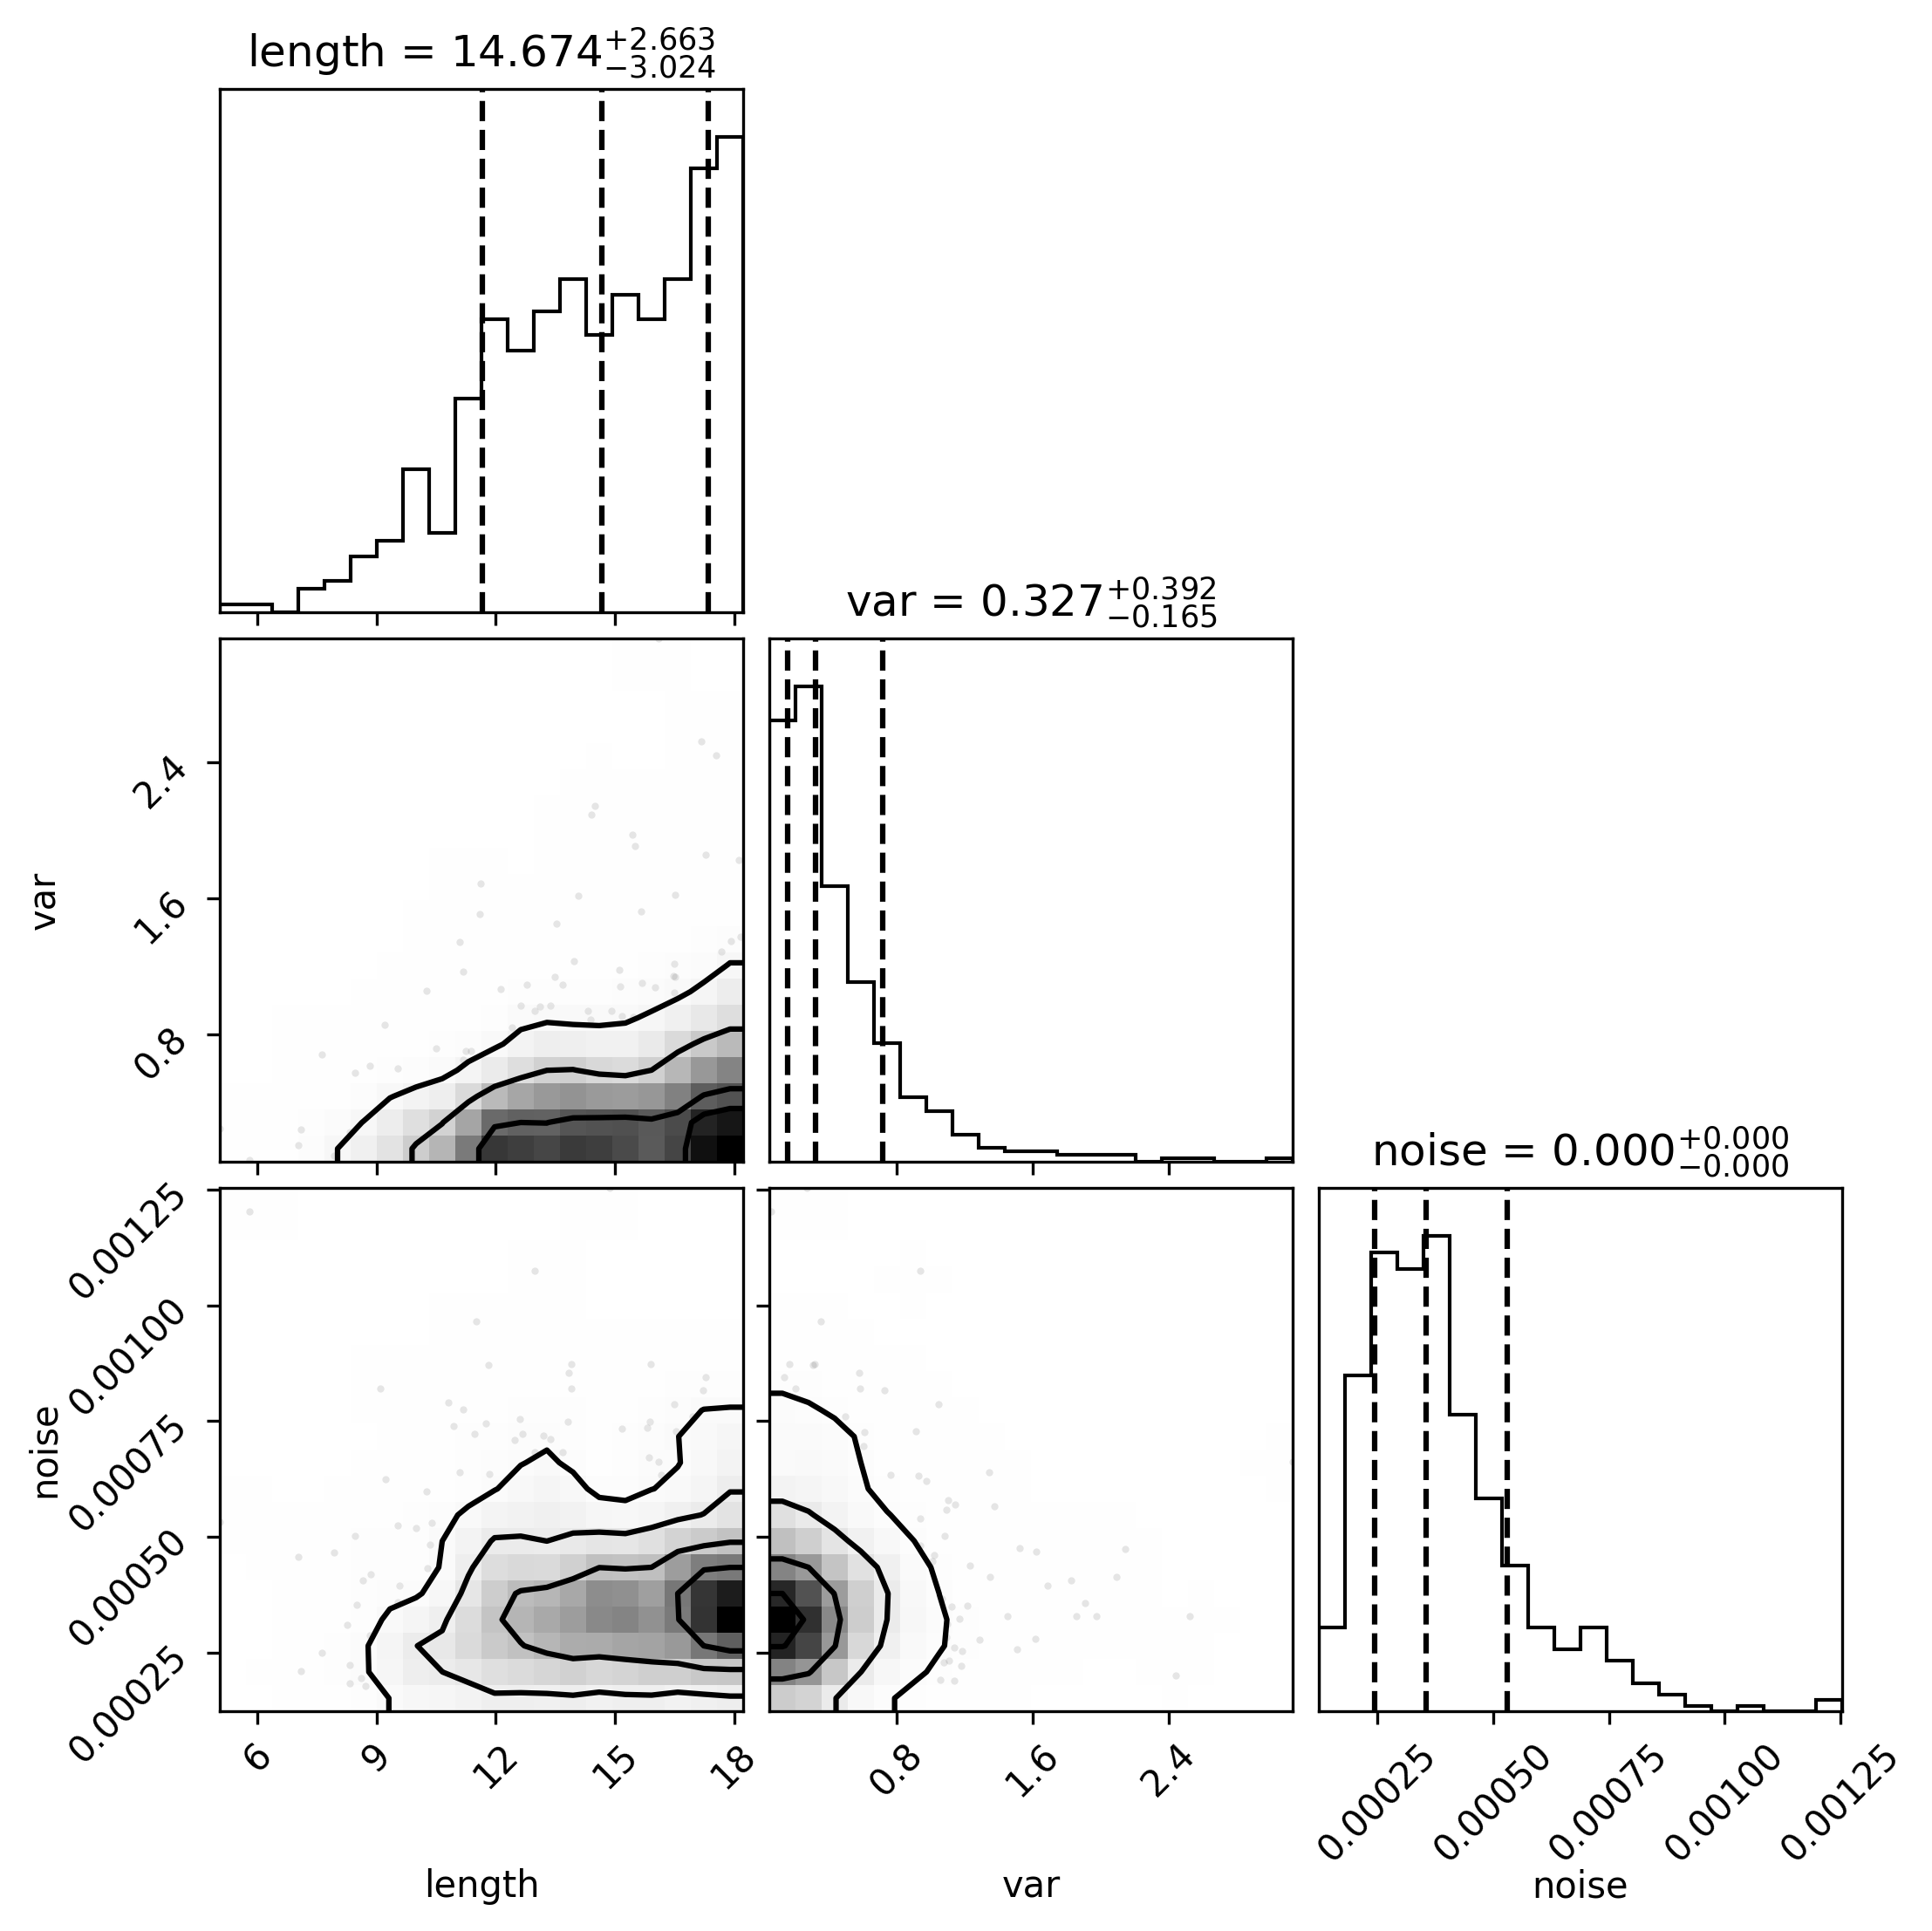 length = 14.674+2.663−3.024
var = 0.327+0.392−0.165
2.4
1.6
0.8
var
noise = 0.000+0.000−0.000
0.00125
0.00100
0.00075
0.00050
0.00025
noise
6 9 12 15 18
0.8 1.6 2.4
0.00025 0.00050 0.00075 0.00100 0.00125
length var noise